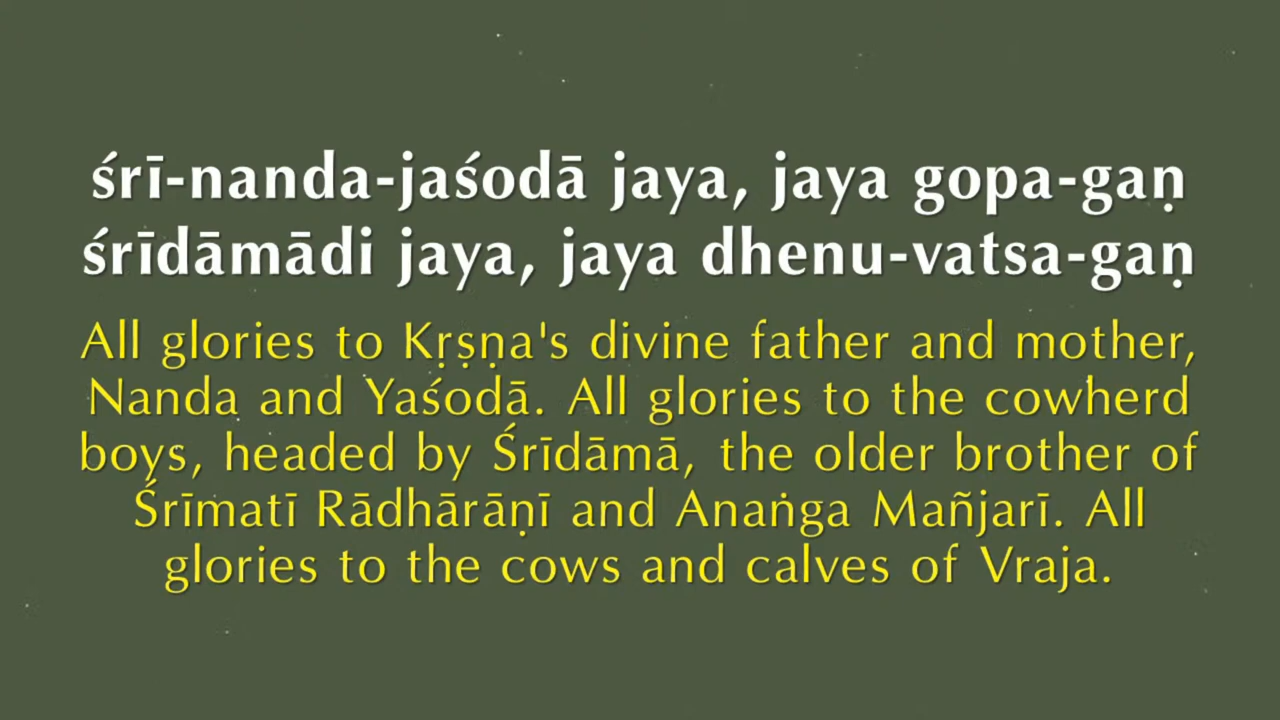 śrī-nanda-jaśodā jaya, jaya gopa-gaṇ
śrīdāmādi jaya, jaya dhenu-vatsa-gaṇ
All glories to Kṛṣṇa's divine father and mother,
Nanda and Yaśodā. All glories to the cowherd
boys, headed by Śrīdāmā, the older brother of
Śrīmatī Rādhārāṇī and Anaṅga Mañjarī. All
glories to the cows and calves of Vraja.